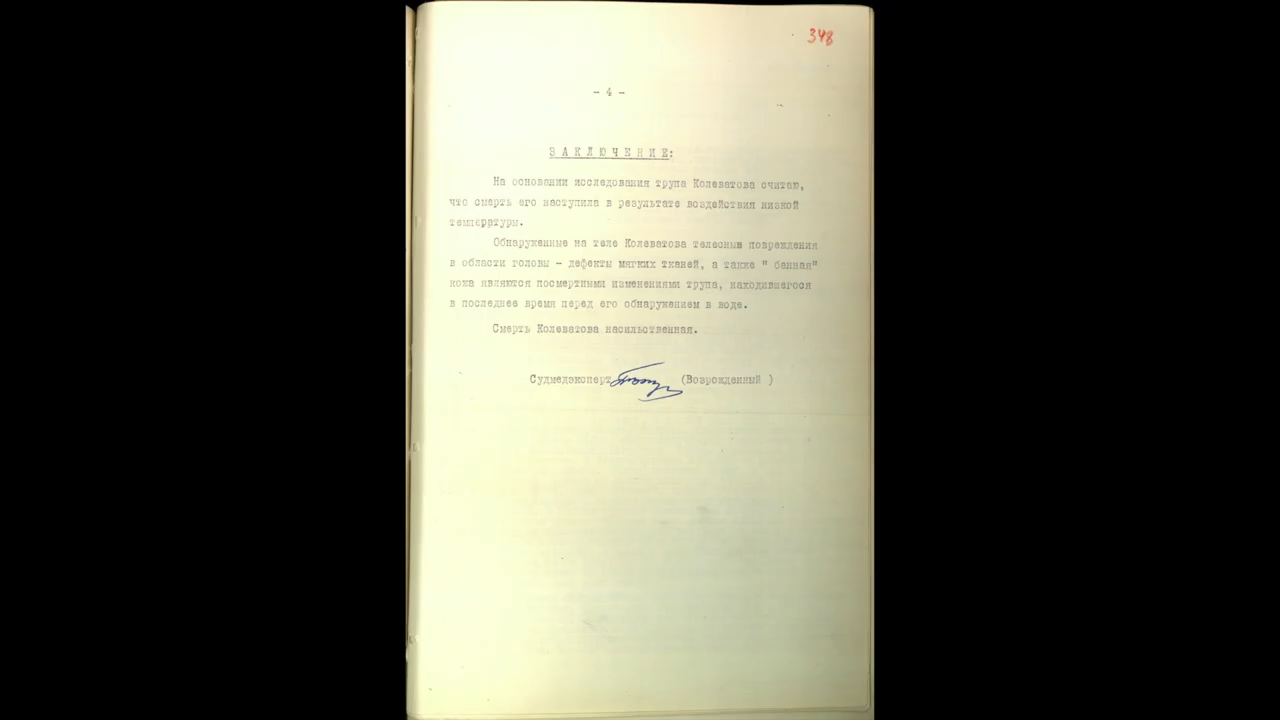 348
- 4 -
ЗАКЛЮЧЕНИЕ:
На основании исследования трупа Колеватова считаю,
что смерть его наступила в результате воздействия низкой
температуры.
Обнаруженные на теле Колеватова телесные повреждения
в области головы - дефекты мягких тканей, а также " банная"
кожа являются посмертными изменениями трупа, находившегося
в последнее время перед его обнаружением в воде.
Смерть Колеватова насильственная.
Судмедэксперт (Возрожденный )